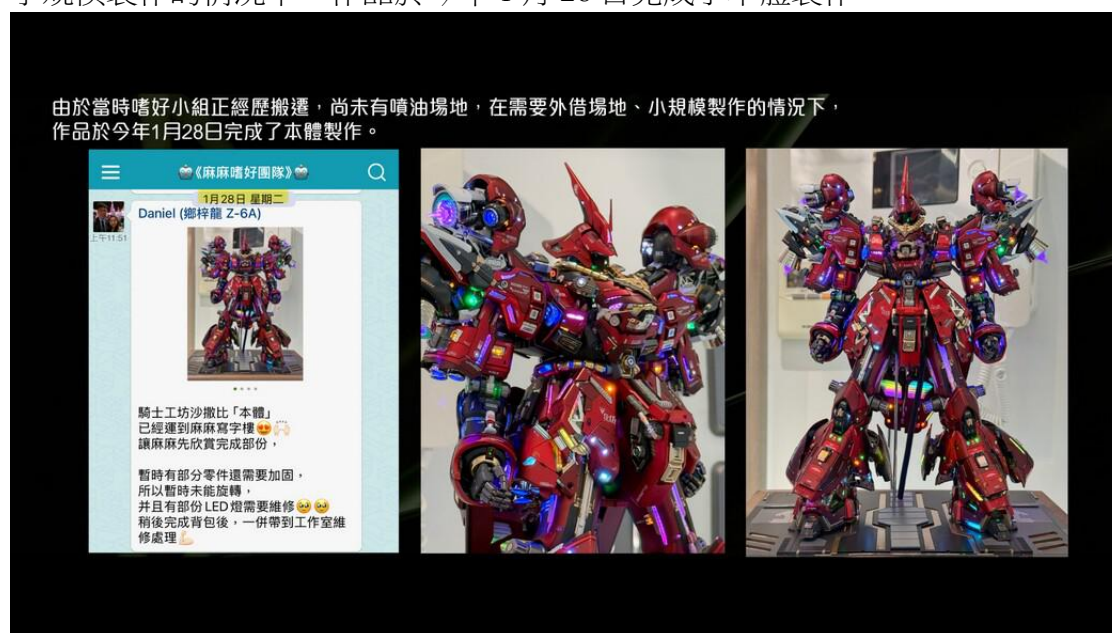 由於當時嗜好小組正經歷搬遷，尚未有噴油場地，在需要外借場地、小規模製作的情況下，
作品於今年1月28日完成了本體製作。
《麻麻嗜好團隊》
1月28日 星期二
Daniel (鄉梓龍 Z-6A)
上午11:51
騎士工坊沙撒比「本體」
已經運到麻麻寫字樓😍🙌🏻
讓麻麻先欣賞完成部份，
暫時有部分零件還需要加固，
所以暫時未能旋轉，
并且有部份LED燈需要維修🥹🥹
稍後完成背包後，一併帶到工作室維
修處理💪🏻